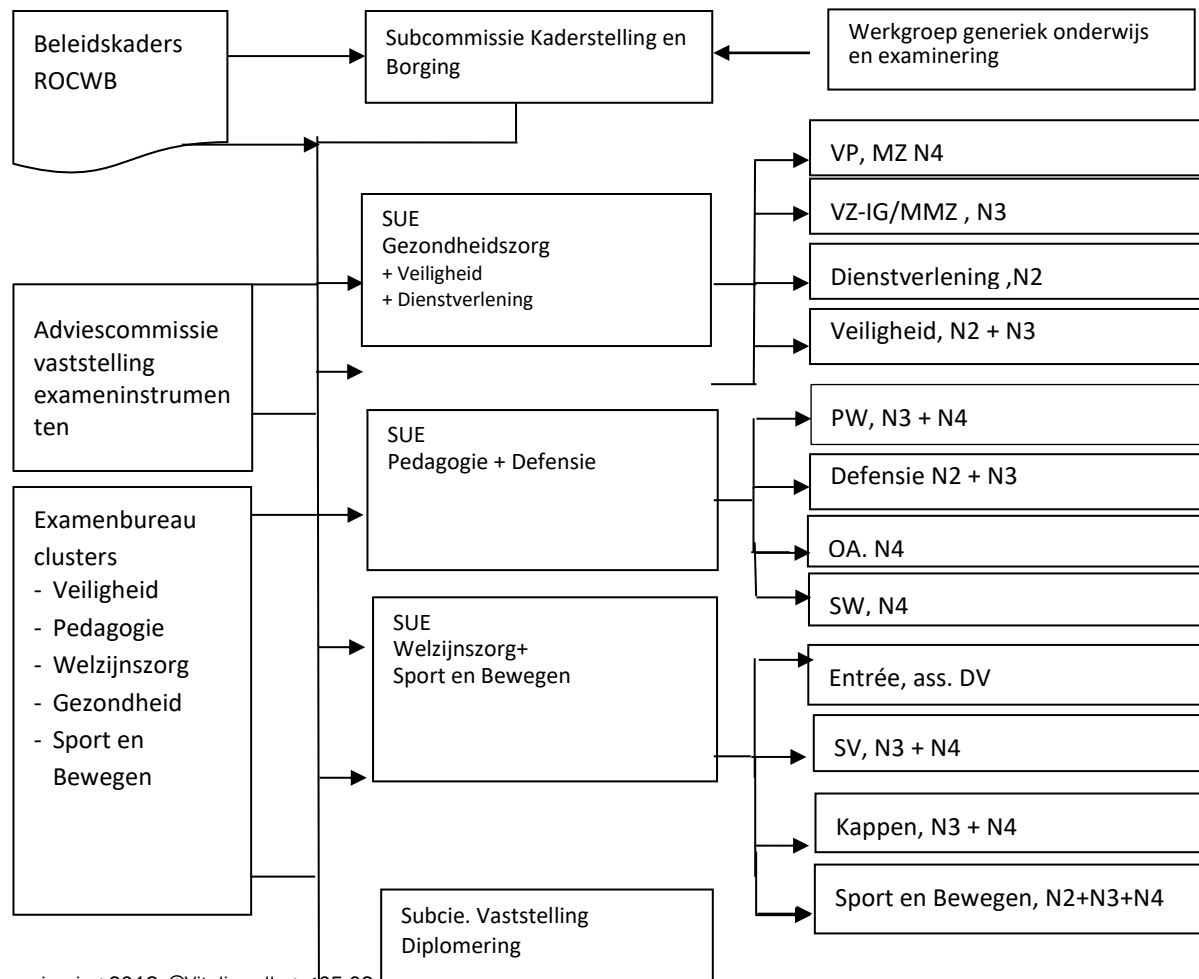 Beleidskaders
ROCWB
Subcommissie Kaderstelling en
Borging
Werkgroep generiek onderwijs
en examinering
VP, MZ N4
VZ-IG/MMZ , N3
Dienstverlening ,N2
Veiligheid, N2 + N3
SUE
Gezondheidszorg
+ Veiligheid
+ Dienstverlening
Adviescommissie
vaststelling
exameninstrumen
ten
SUE
Pedagogie + Defensie
PW, N3 + N4
Defensie N2 + N3
OA. N4
SW, N4
Examenbureau
clusters
- Veiligheid
- Pedagogie
- Welzijnszorg
- Gezondheid
- Sport en
Bewegen
SUE
Welzijnszorg+
Sport en Bewegen
Entrée, ass. DV
SV, N3 + N4
Kappen, N3 + N4
Sport en Bewegen, N2+N3+N4
Subcie. Vaststelling
Diplomering